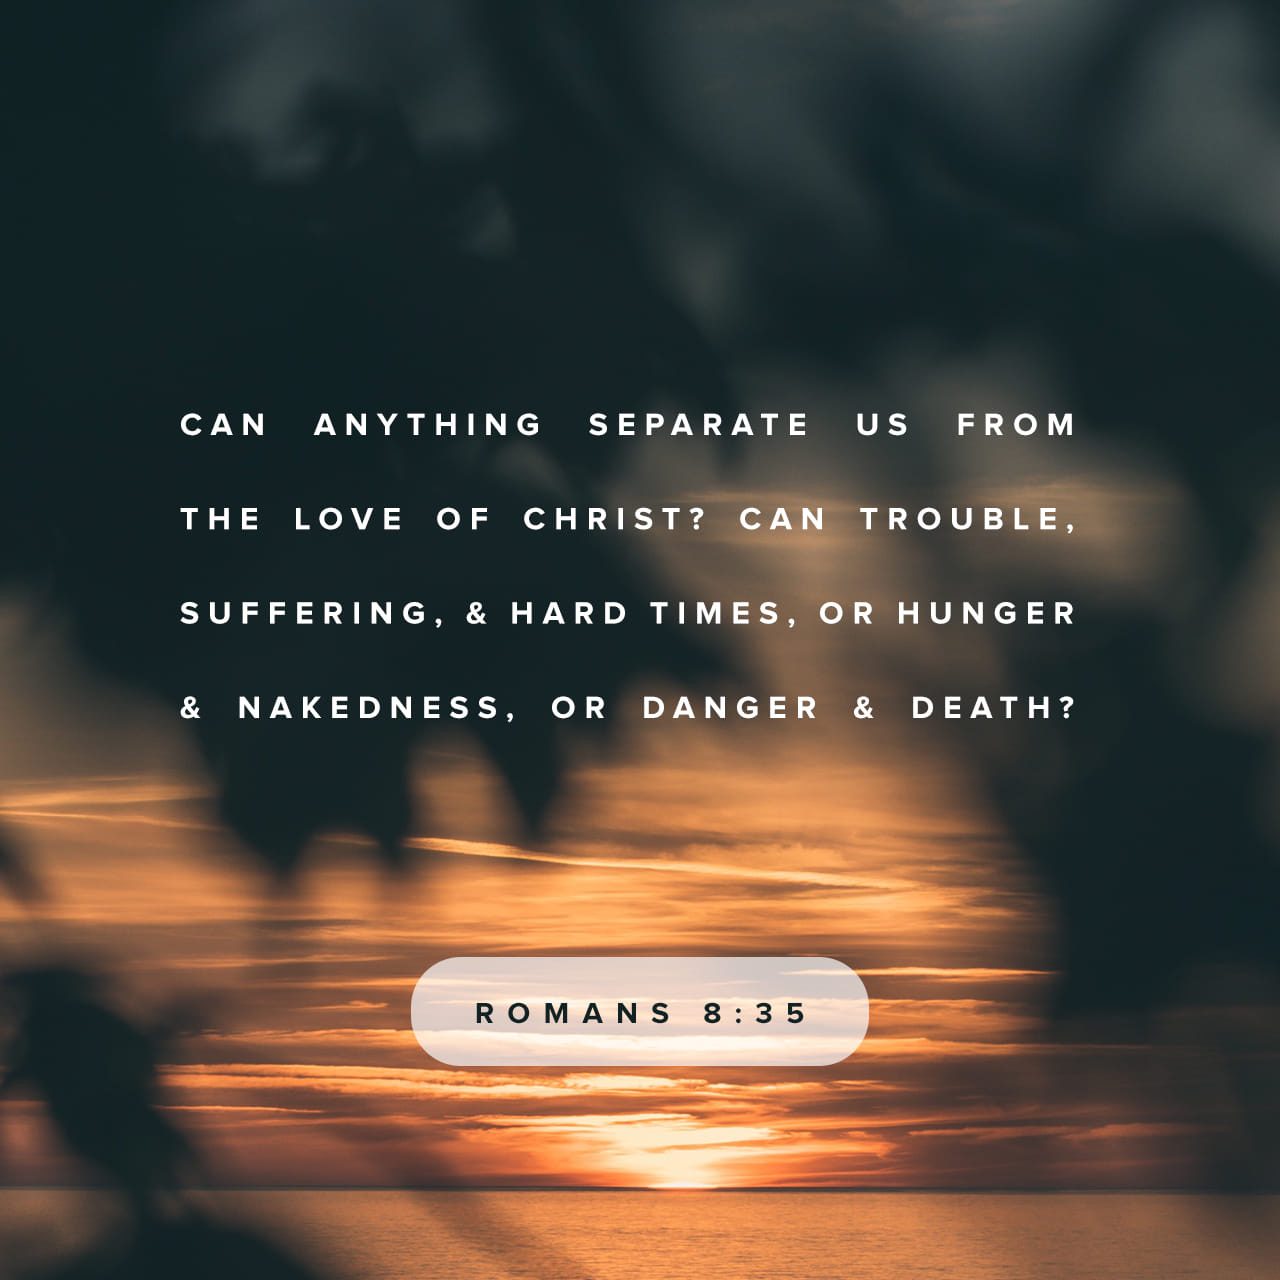 CAN ANYTHING SEPARATE US FROM
THE LOVE OF CHRIST? CAN TROUBLE,
SUFFERING, & HARD TIMES, OR HUNGER
& NAKEDNESS, OR DANGER & DEATH?
ROMANS 8:35